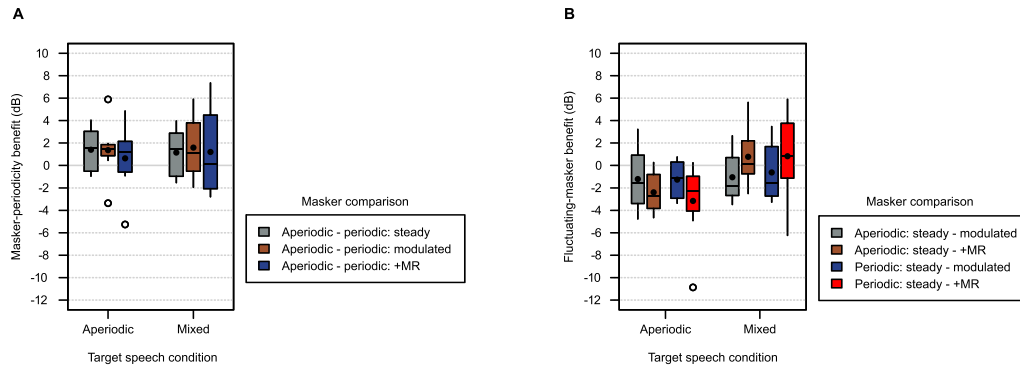 A
10
8
6
4
2
0
-2
-4
-6
-8
-10
-12
Masker-periodicity benefit (dB)
Aperiodic Mixed
Target speech condition
Masker comparison
Aperiodic - periodic: steady
Aperiodic - periodic: modulated
Aperiodic - periodic: +MR
B
10
8
6
4
2
0
-2
-4
-6
-8
-10
-12
Fluctuating-masker benefit (dB)
Aperiodic Mixed
Target speech condition
Masker comparison
Aperiodic: steady - modulated
Aperiodic: steady - +MR
Periodic: steady - modulated
Periodic: steady - +MR